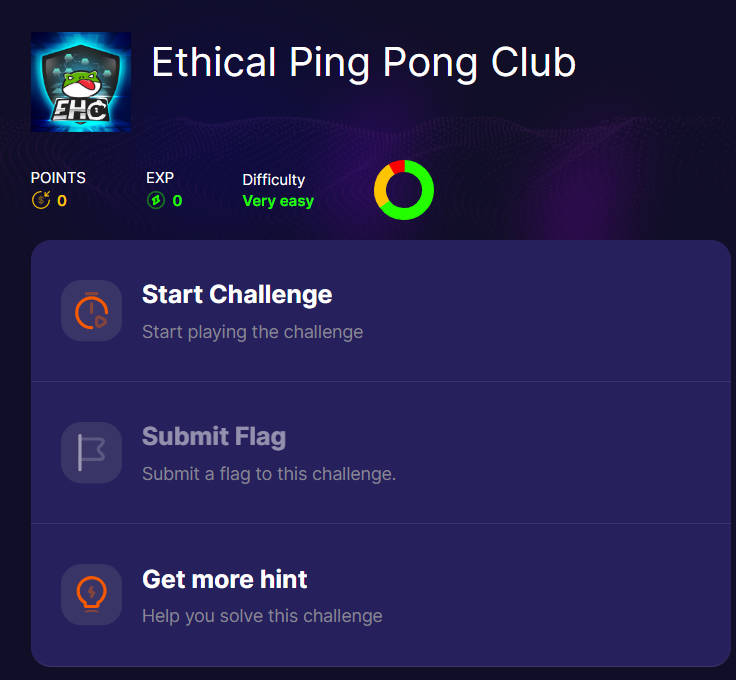 Ethical Ping Pong Club
EHC
POINTS
0
EXP
0
Difficulty
Very easy
Start Challenge
Start playing the challenge
Submit Flag
Submit a flag to this challenge.
Get more hint
Help you solve this challenge